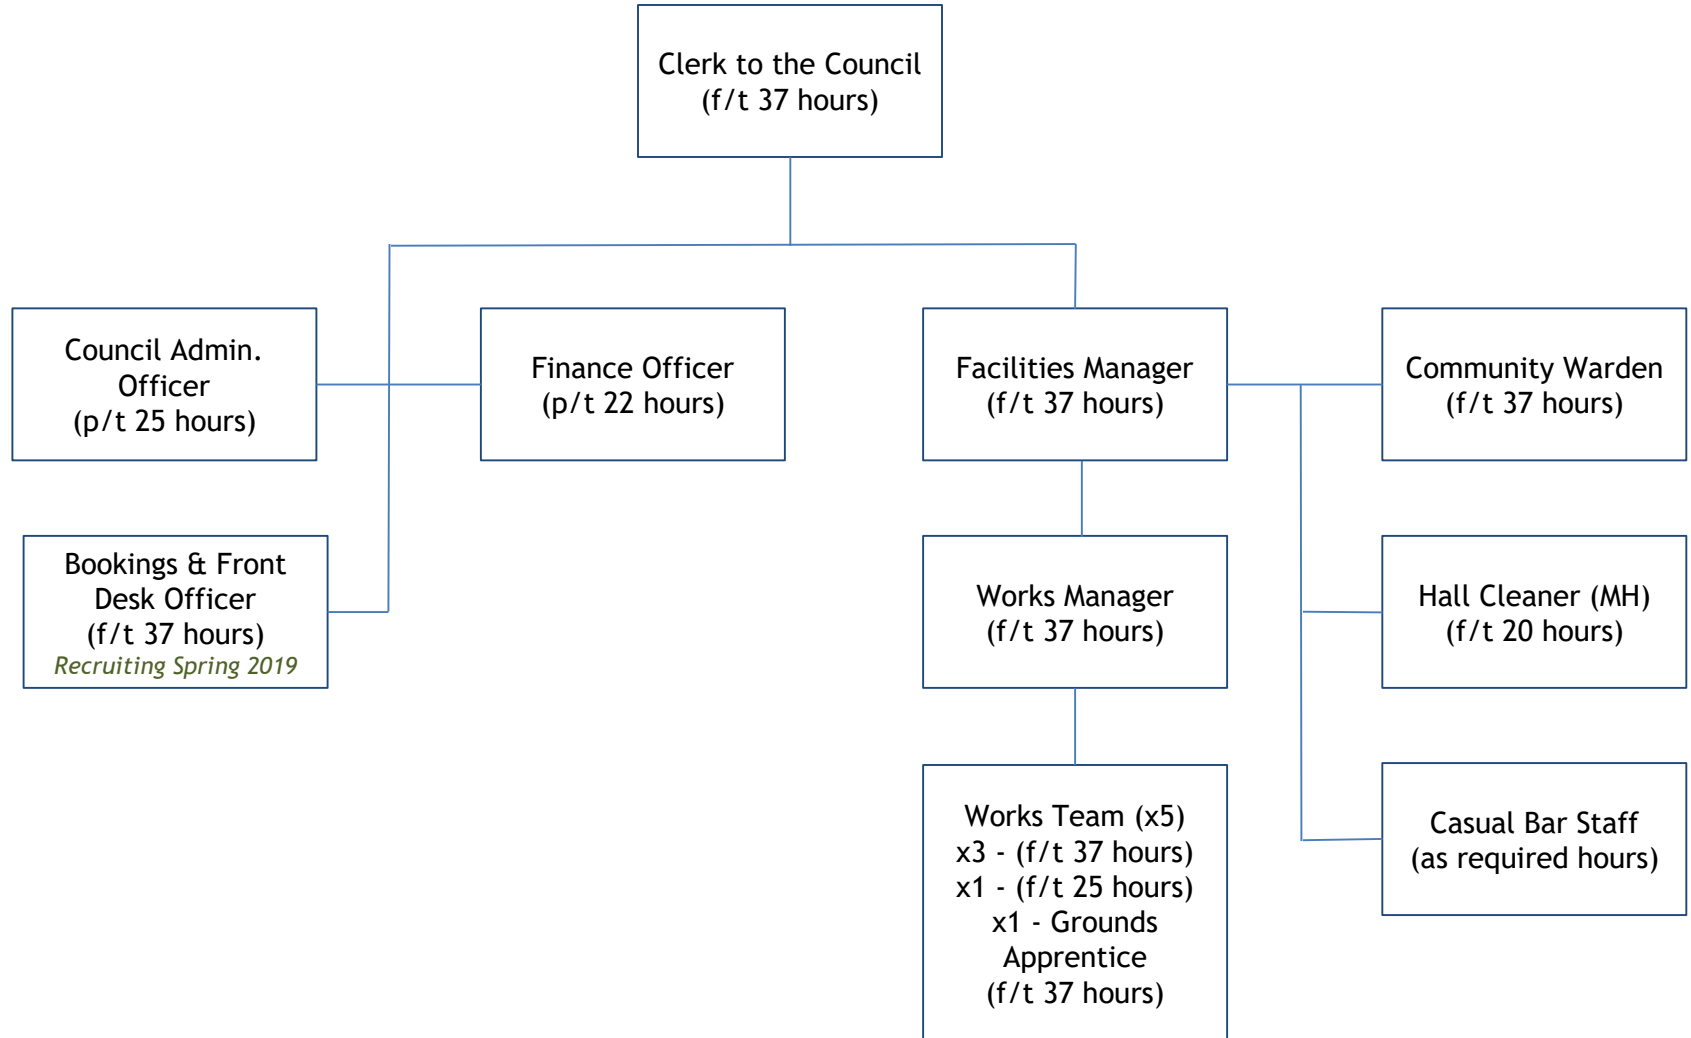 Clerk to the Council
(f/t 37 hours)
Council Admin.
Officer
(p/t 25 hours)
Finance Officer
(p/t 22 hours)
Facilities Manager
(f/t 37 hours)
Community Warden
(f/t 37 hours)
Bookings & Front
Desk Officer
(f/t 37 hours)
Recruiting Spring 2019
Works Manager
(f/t 37 hours)
Hall Cleaner (MH)
(f/t 20 hours)
Works Team (x5)
x3 - (f/t 37 hours)
x1 - (f/t 25 hours)
x1 - Grounds
Apprentice
(f/t 37 hours)
Casual Bar Staff
(as required hours)